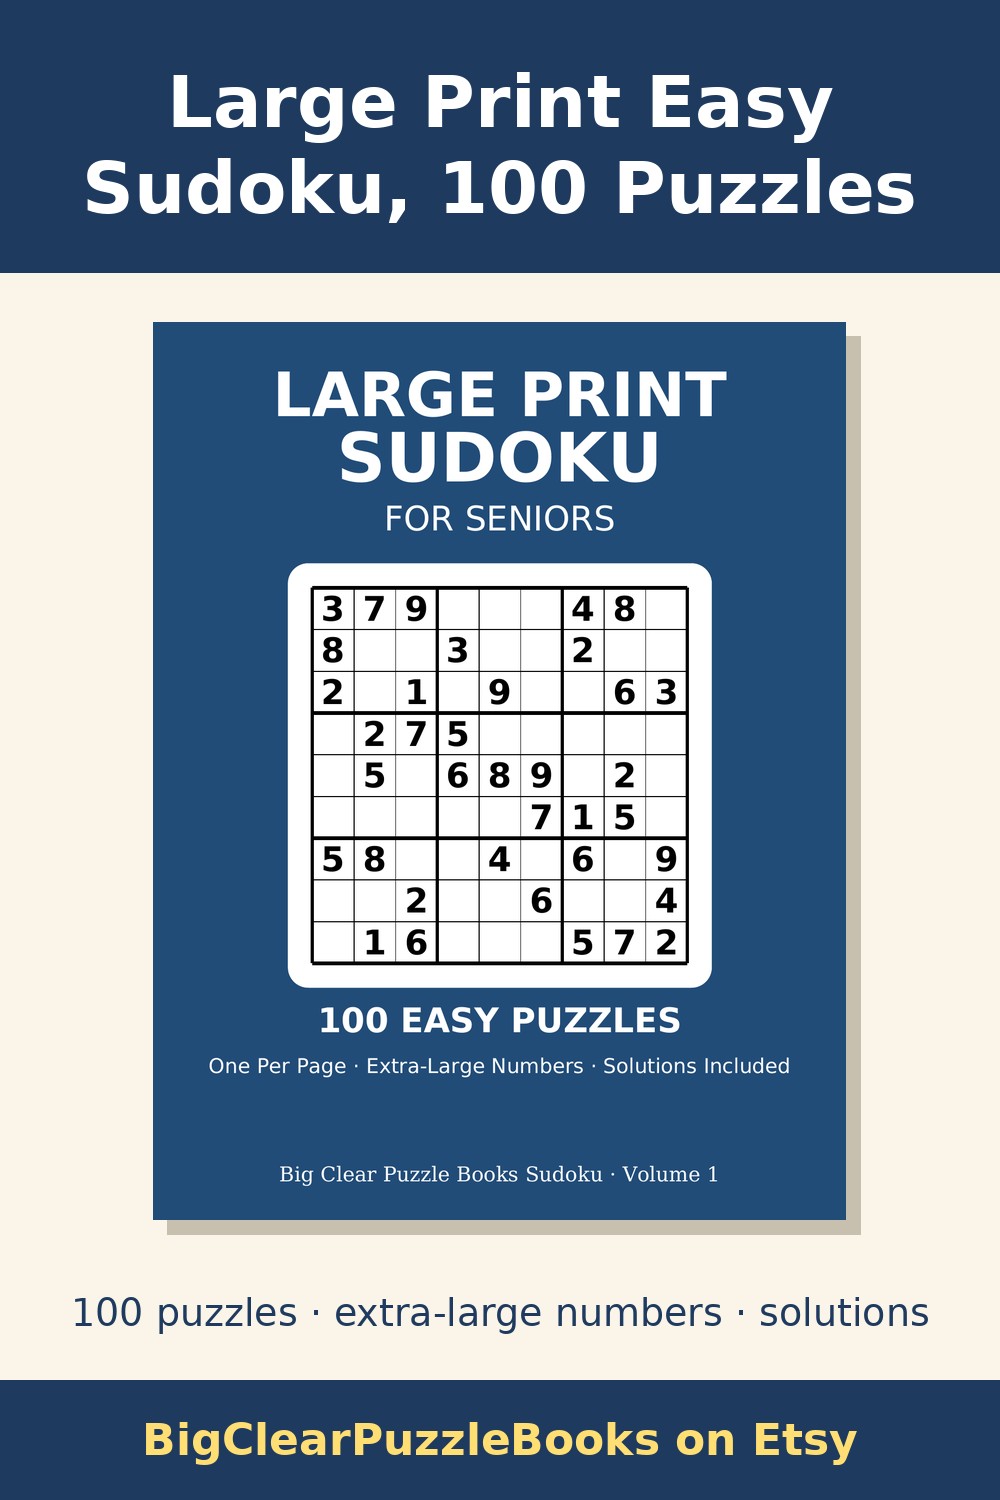 Large Print Easy
Sudoku, 100 Puzzles
LARGE PRINT
SUDOKU
FOR SENIORS
3 7 9 4 8
8 3 2
2 1 9 6 3
2 7 5
5 6 8 9 2
7 1 5
5 8 4 6 9
2 6 4
1 6 5 7 2
100 EASY PUZZLES
One Per Page · Extra-Large Numbers · Solutions Included
Big Clear Puzzle Books Sudoku · Volume 1
100 puzzles · extra-large numbers · solutions
BigClearPuzzleBooks on Etsy